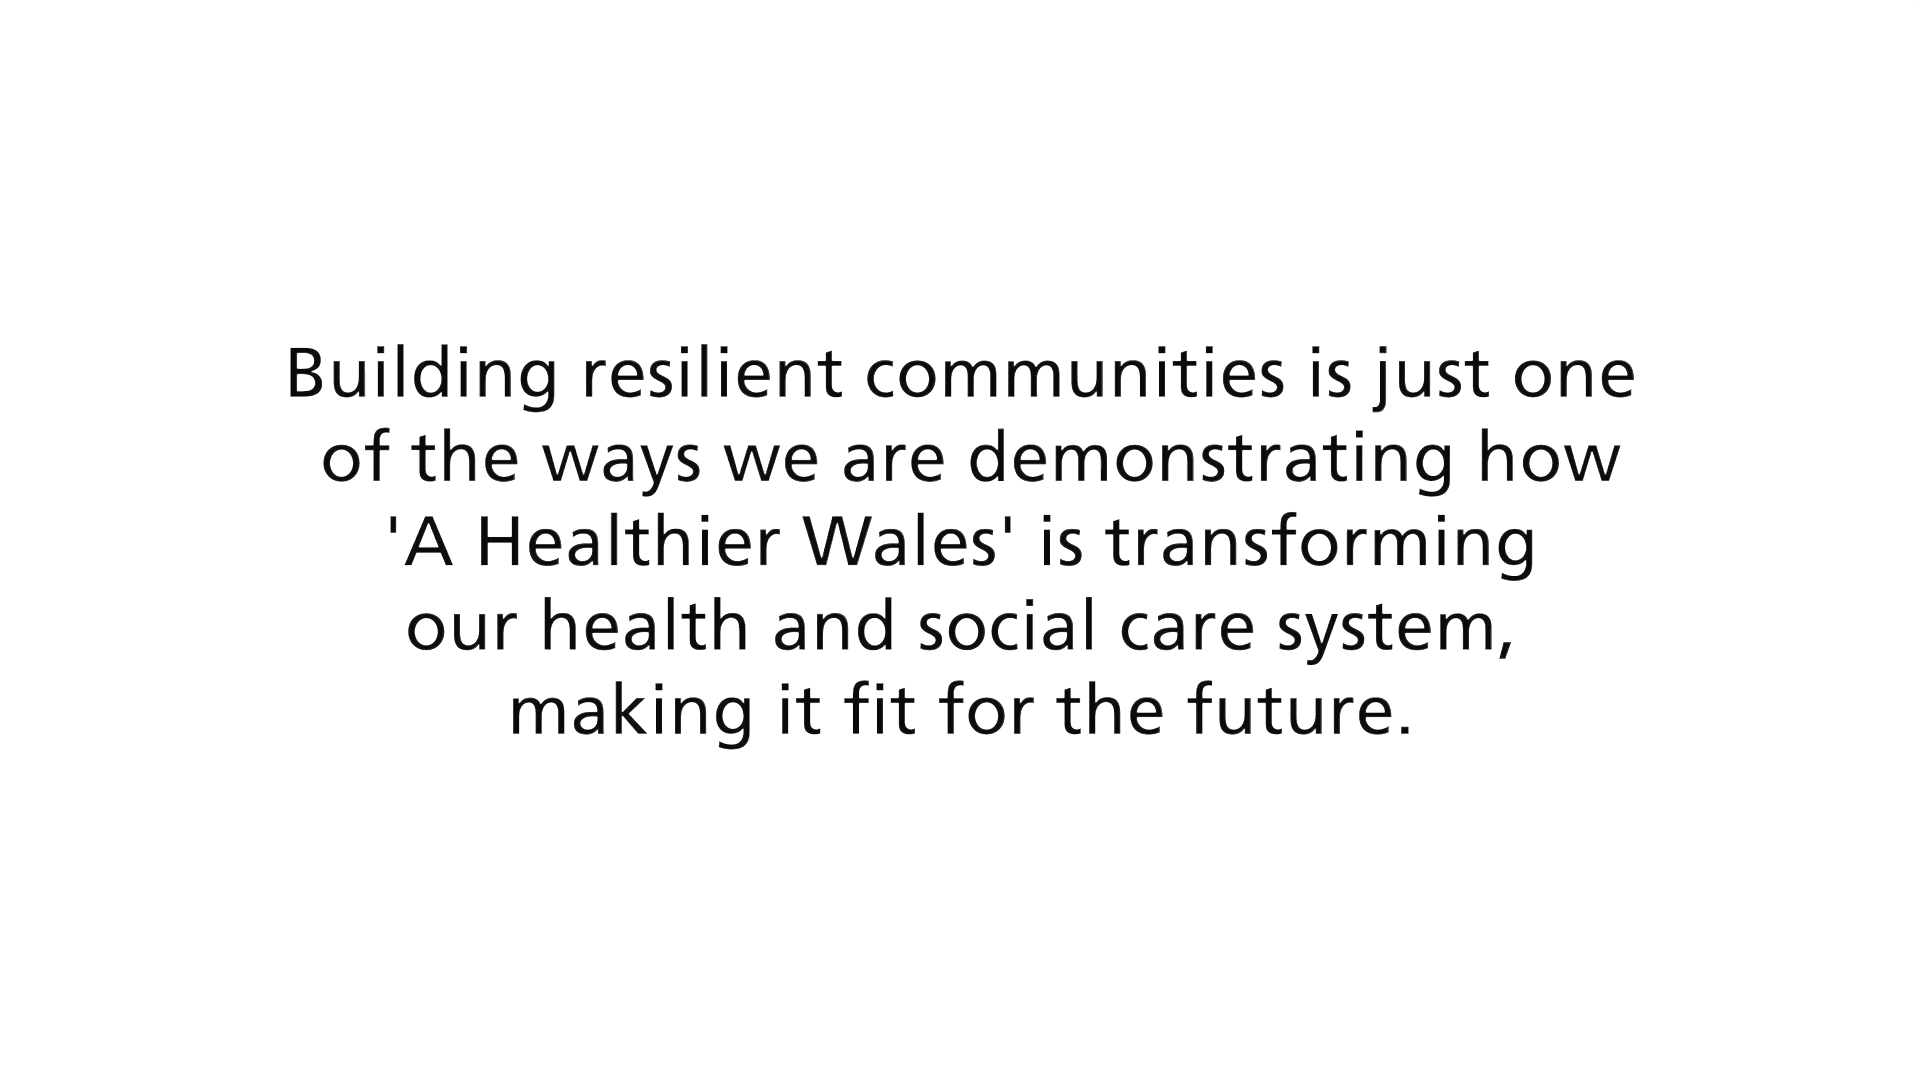 Building resilient communities is just one
of the ways we are demonstrating how
'A Healthier Wales' is transforming
our health and social care system,
making it fit for the future.